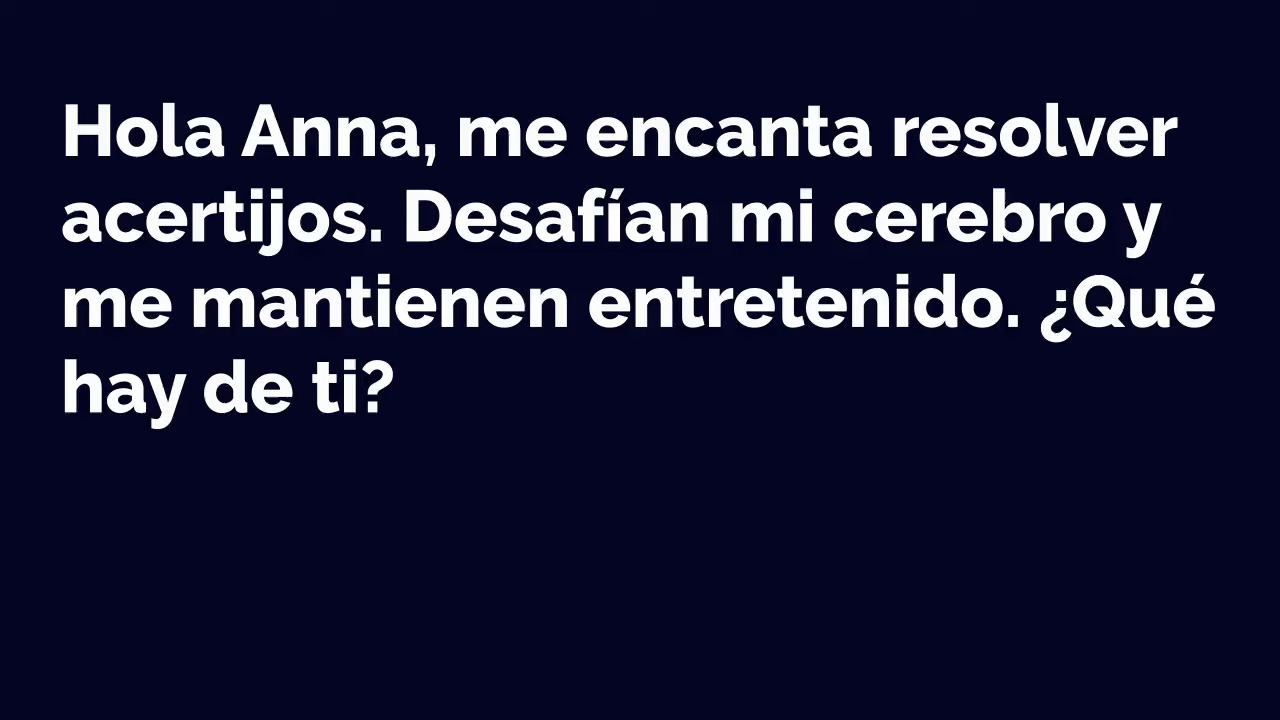 Hola Anna, me encanta resolver
acertijos. Desafían mi cerebro y
me mantienen entretenido. ¿Qué
hay de ti?